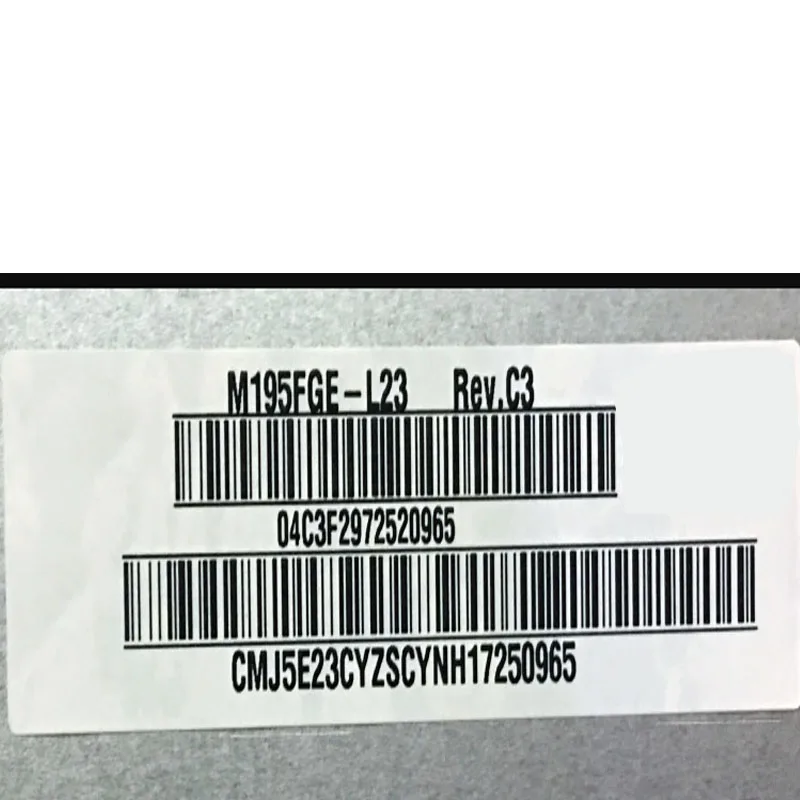 M195FGE-L23 Rev.C3
04C3F2972520965
CMJ5E23CYZSCYNH17250965